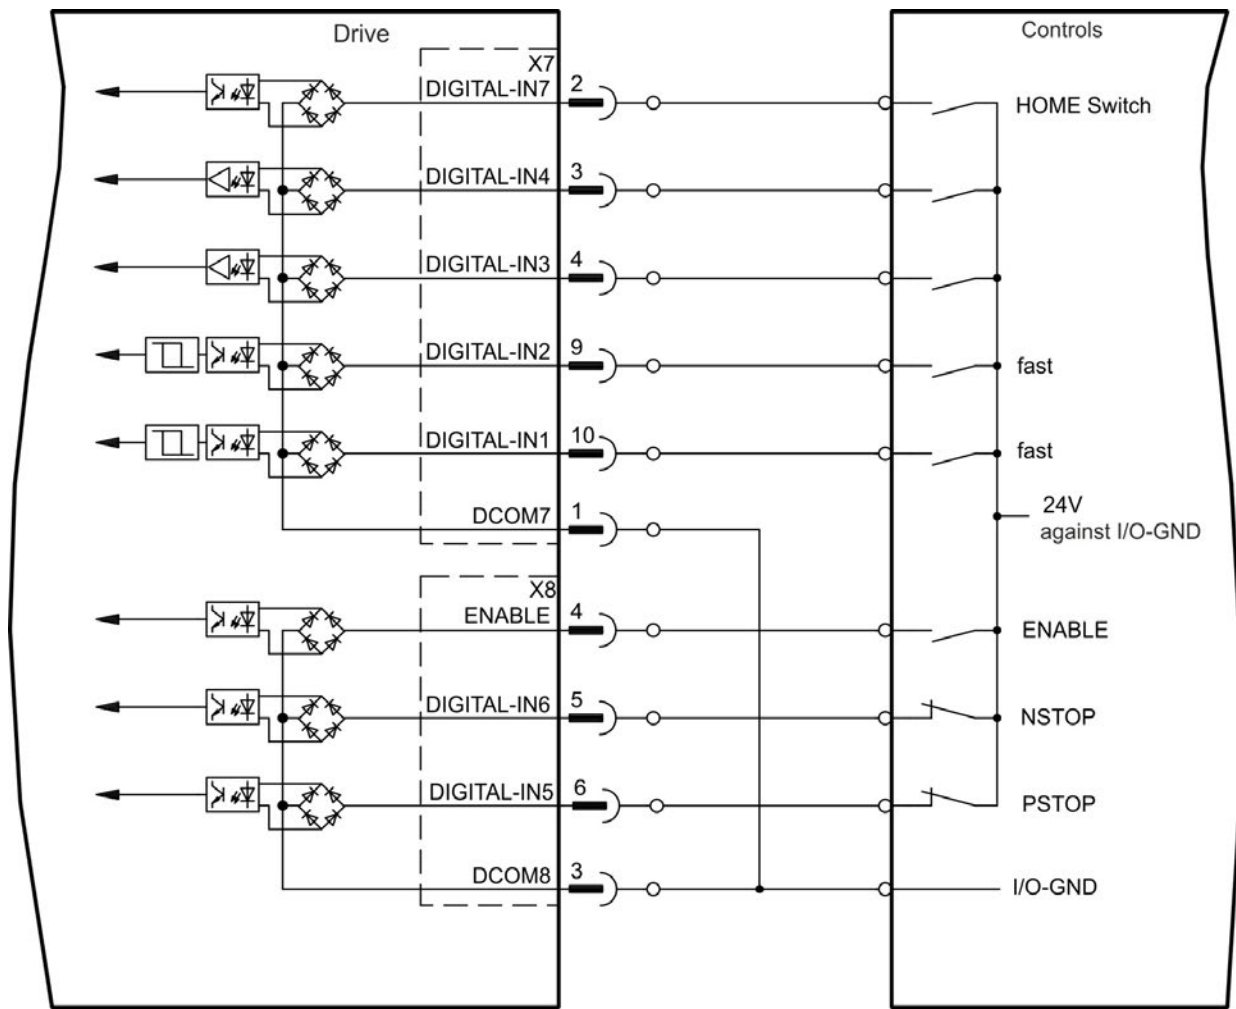 Drive
Controls
X7
DIGITAL-IN7
2
HOME Switch
DIGITAL-IN4
3
DIGITAL-IN3
4
DIGITAL-IN2
9
fast
DIGITAL-IN1
10
fast
DCOM7
1
24V
against I/O-GND
X8
ENABLE
4
ENABLE
DIGITAL-IN6
5
NSTOP
DIGITAL-IN5
6
PSTOP
DCOM8
3
I/O-GND